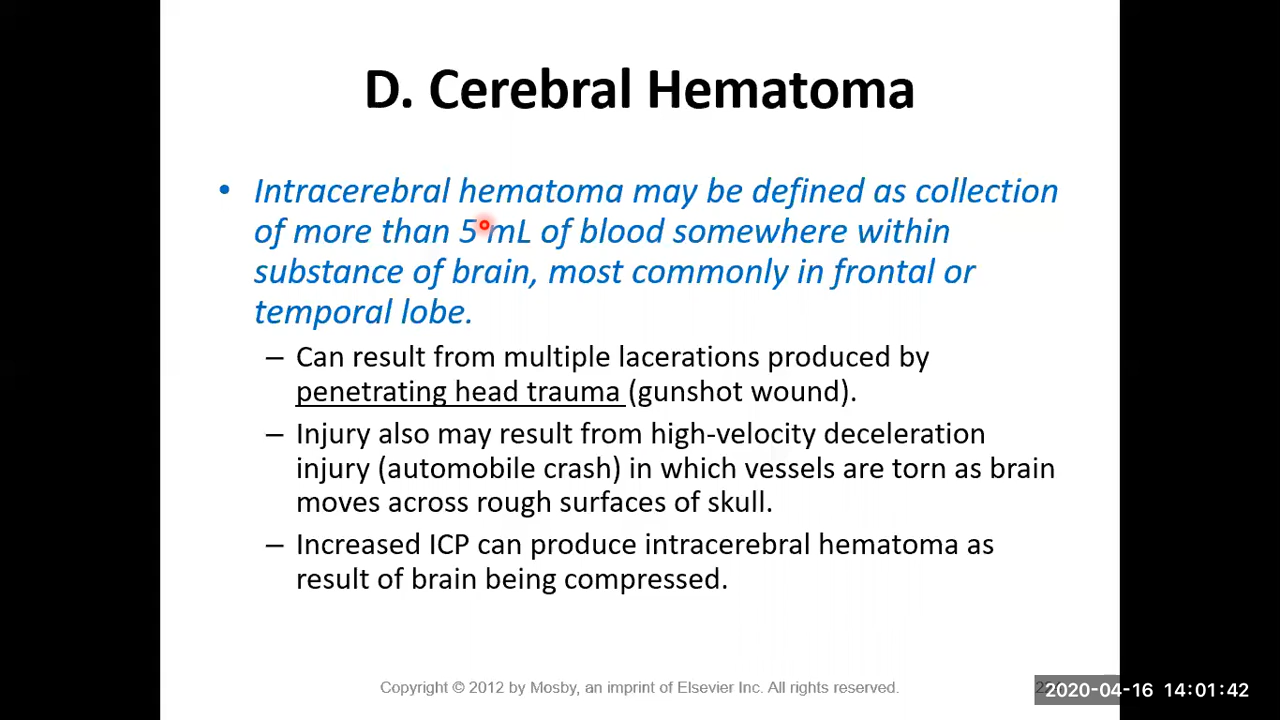 D. Cerebral Hematoma
• Intracerebral hematoma may be defined as collection
of more than 5 mL of blood somewhere within
substance of brain, most commonly in frontal or
temporal lobe.
– Can result from multiple lacerations produced by
penetrating head trauma (gunshot wound).
– Injury also may result from high-velocity deceleration
injury (automobile crash) in which vessels are torn as brain
moves across rough surfaces of skull.
– Increased ICP can produce intracerebral hematoma as
result of brain being compressed.
Copyright © 2012 by Mosby, an imprint of Elsevier Inc. All rights reserved.
2020-04-16 14:01:42